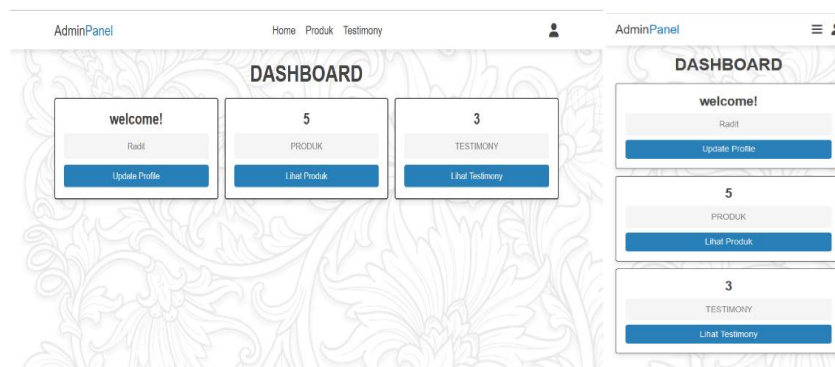 AdminPanel
Home Produk Testimony
DASHBOARD
welcome!
Radit
Update Profile
5
PRODUK
Lihat Produk
3
TESTIMONY
Lihat Testimony
AdminPanel
DASHBOARD
welcome!
Radit
Update Profile
5
PRODUK
Lihat Produk
3
TESTIMONY
Lihat Testimony